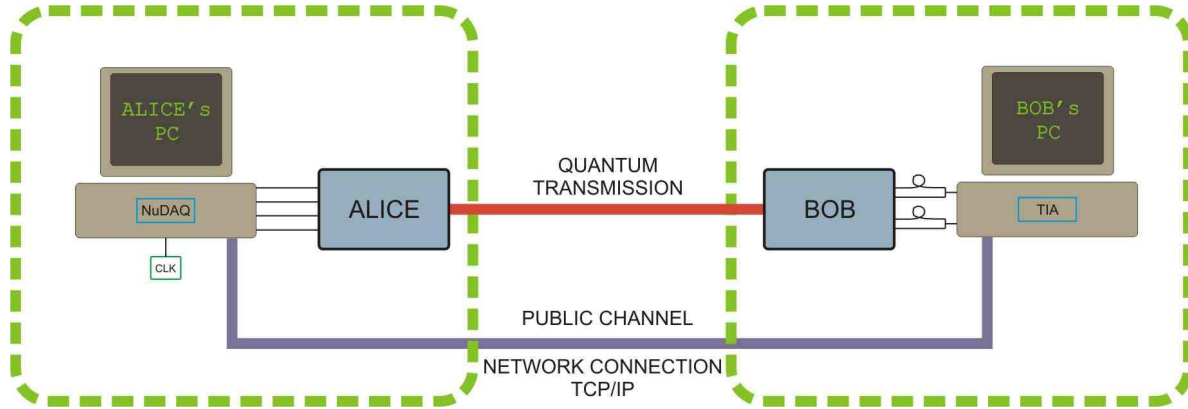 ALICE's
PC
NuDAQ
CLK
ALICE
QUANTUM
TRANSMISSION
BOB
BOB's
PC
TIA
PUBLIC CHANNEL
NETWORK CONNECTION
TCP/IP